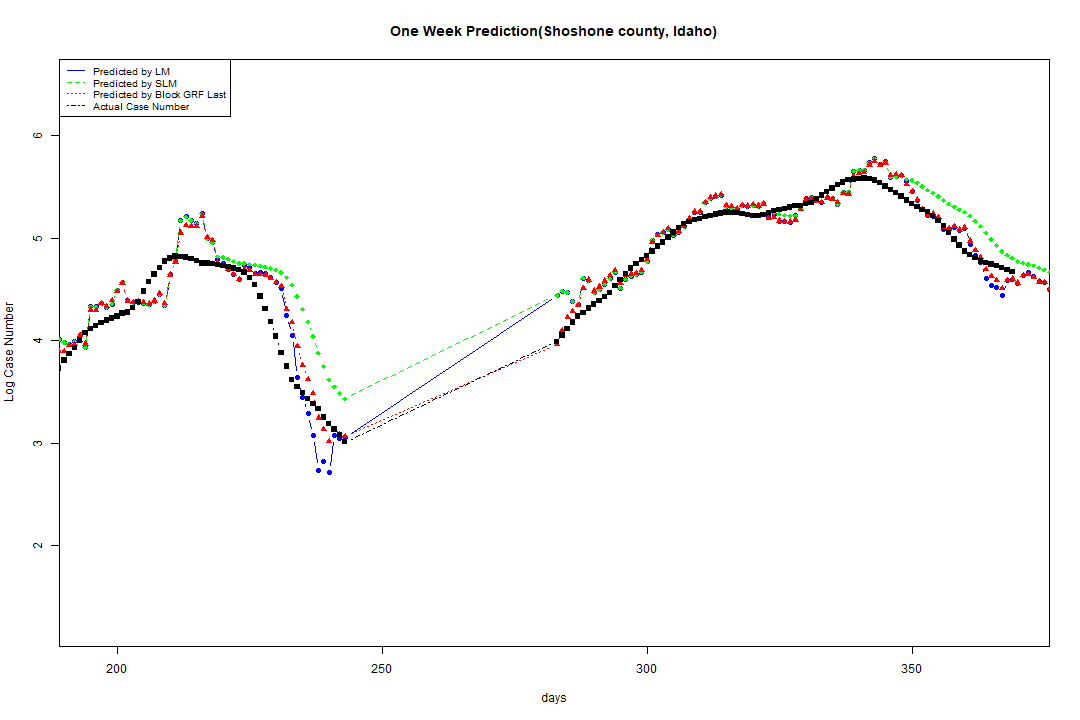 One Week Prediction(Shoshone county, Idaho)
Predicted by LM
Predicted by SLM
Predicted by Block GRF Last
Actual Case Number
6
5
4
3
2
Log Case Number
200
250
300
350
days